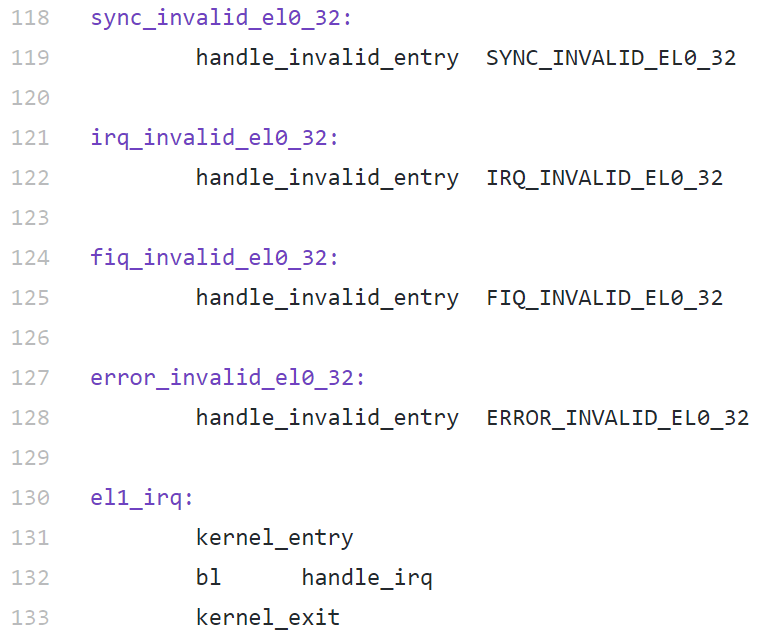 118 sync_invalid_el0_32:
119 handle_invalid_entry SYNC_INVALID_EL0_32
120
121 irq_invalid_el0_32:
122 handle_invalid_entry IRQ_INVALID_EL0_32
123
124 fiq_invalid_el0_32:
125 handle_invalid_entry FIQ_INVALID_EL0_32
126
127 error_invalid_el0_32:
128 handle_invalid_entry ERROR_INVALID_EL0_32
129
130 el1_irq:
131 kernel_entry
132 bl handle_irq
133 kernel_exit